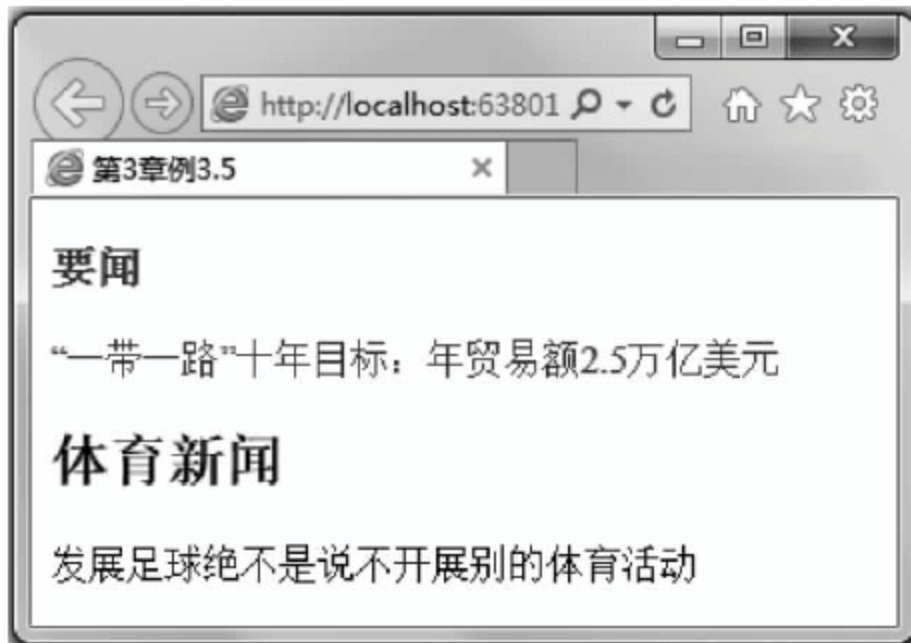 http://localhost:63801
第3章例3.5
要闻
“一带一路”十年目标：年贸易额2.5万亿美元
体育新闻
发展足球绝不是说不开展别的体育活动